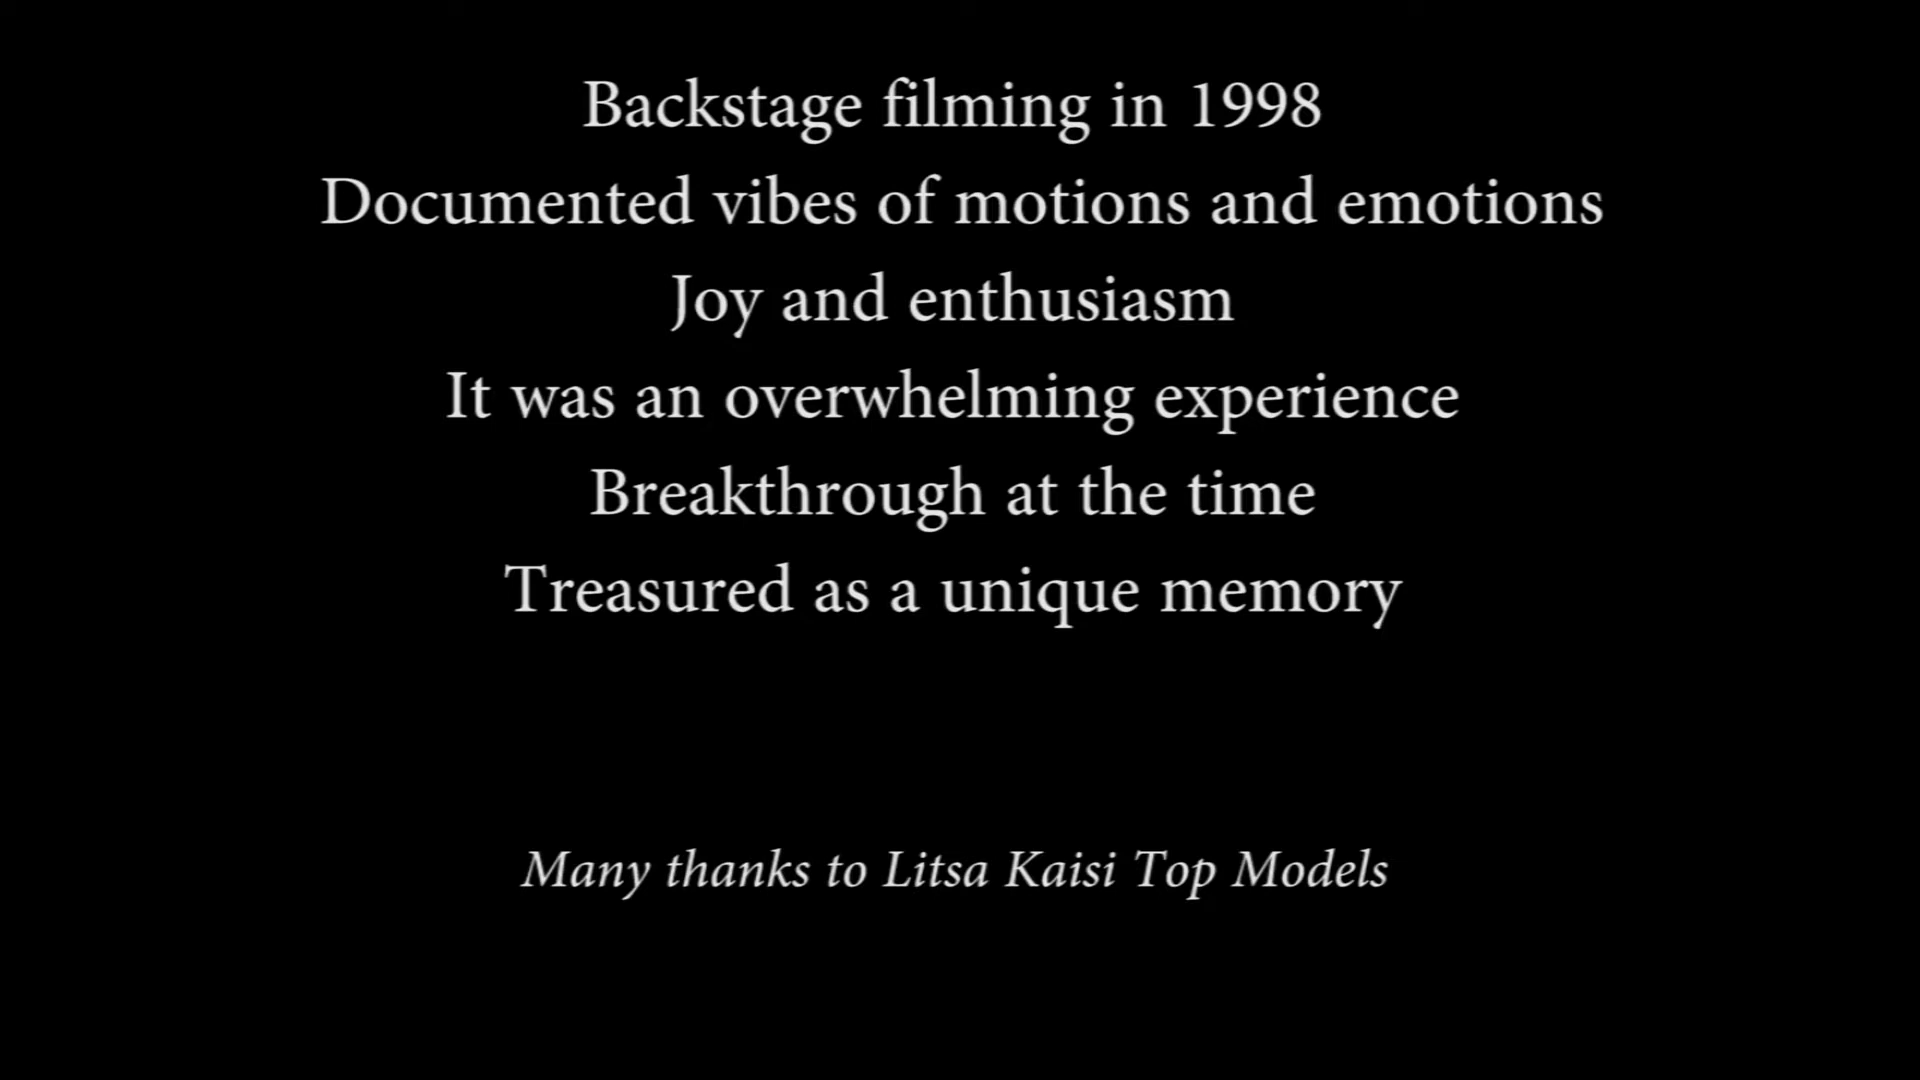 Backstage filming in 1998
Documented vibes of motions and emotions
Joy and enthusiasm
It was an overwhelming experience
Breakthrough at the time
Treasured as a unique memory
Many thanks to Litsa Kaisi Top Models